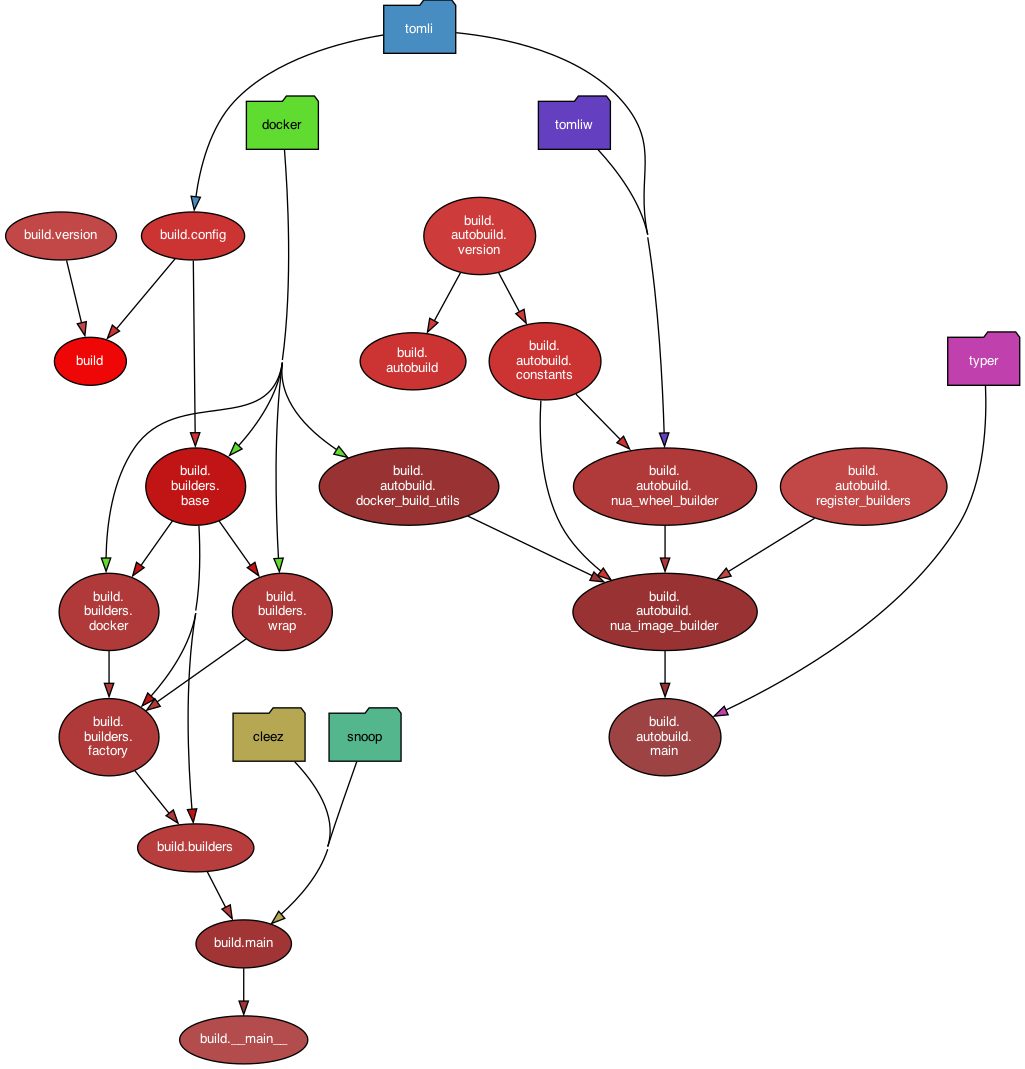 tomli
docker
tomliw
build.version
build.config
build.
autobuild.
version
build
build.
autobuild
build.
autobuild.
constants
typer
build.
builders.
base
build.
autobuild.
docker_build_utils
build.
autobuild.
nua_wheel_builder
build.
autobuild.
register_builders
build.
builders.
docker
build.
builders.
wrap
build.
autobuild.
nua_image_builder
build.
builders.
factory
cleez
snoop
build.
autobuild.
main
build.builders
build.main
build.__main__